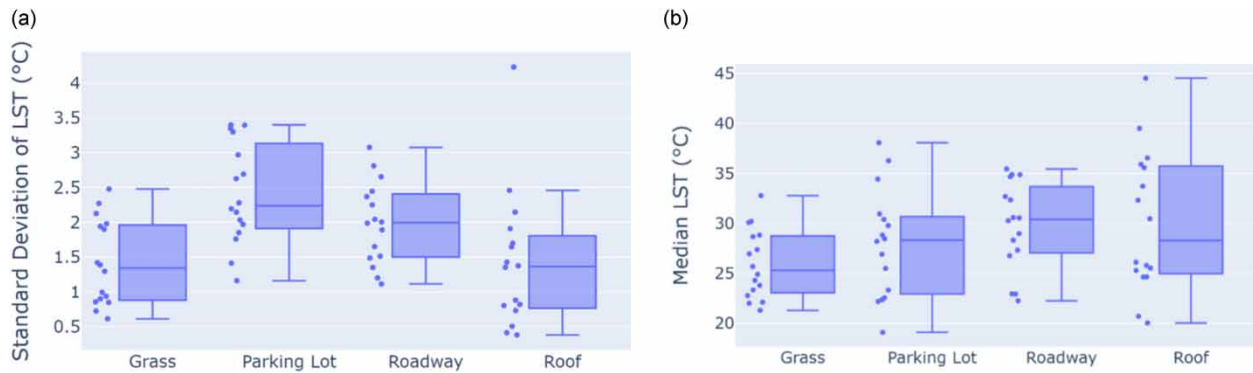 (a)
Standard Deviation of LST (°C)
4
3.5
3
2.5
2
1.5
1
0.5
Grass Parking Lot Roadway Roof
(b)
Median LST (°C)
45
40
35
30
25
20
Grass Parking Lot Roadway Roof